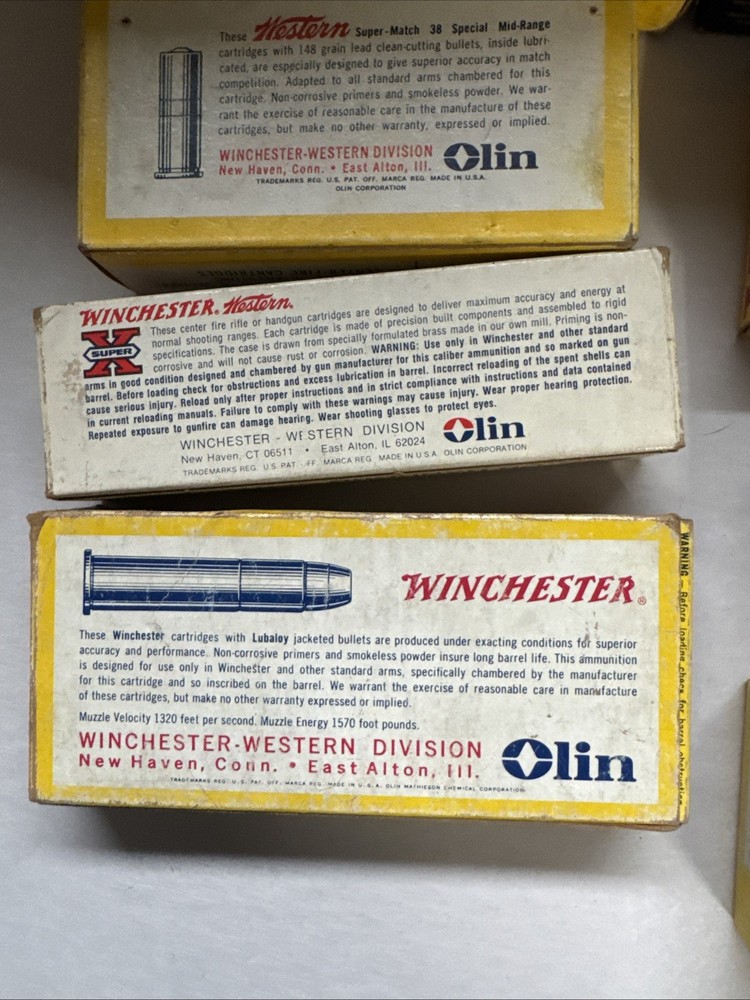 These Western Super-Match 38 Special Mid-Range
cartridges with 148 grain lead clean-cutting bullets, inside lubri-
cated, are especially designed to give superior accuracy in match
competition. Adapted to all standard arms chambered for this
cartridge. Non-corrosive primers and smokeless powder. We war-
rant the exercise of reasonable care in the manufacture of these
cartridges, but make no other warranty, expressed or implied.
WINCHESTER-WESTERN DIVISION
New Haven, Conn. • East Alton, Ill.
Olin
TRADEMARKS REG. U.S. PAT. OFF. MARCA REG. MADE IN U.S.A.
OLIN CORPORATION
WINCHESTER® Western®
SUPER X
These center fire rifle or handgun cartridges are designed to deliver maximum accuracy and energy at
normal shooting ranges. Each cartridge is made of precision built components and assembled to rigid
specifications. The case is drawn from specially formulated brass made in our own mill. Priming is non-
corrosive and will not cause rust or corrosion. WARNING: Use only in Winchester and other standard
arms in good condition designed and chambered by gun manufacturer for this caliber ammunition and so marked on gun
barrel. Before loading check for obstructions and excess lubrication in barrel. Incorrect reloading of the spent shells can
cause serious injury. Reload only after proper instructions and in strict compliance with instructions and data contained
in current reloading manuals. Failure to comply with these warnings may cause injury. Wear proper hearing protection.
Repeated exposure to gunfire can damage hearing. Wear shooting glasses to protect eyes.
WINCHESTER - WESTERN DIVISION
New Haven, CT 06511 • East Alton, IL 62024
Olin
TRADEMARKS REG. U.S. PAT. OFF. MARCA REG. MADE IN U.S.A. OLIN CORPORATION
WINCHESTER®
These Winchester cartridges with Lubaloy jacketed bullets are produced under exacting conditions for superior
accuracy and performance. Non-corrosive primers and smokeless powder insure long barrel life. This ammunition
is designed for use only in Winchester and other standard arms, specifically chambered by the manufacturer
for this cartridge and so inscribed on the barrel. We warrant the exercise of reasonable care in manufacture
of these cartridges, but make no other warranty expressed or implied.
Muzzle Velocity 1320 feet per second. Muzzle Energy 1570 foot pounds.
WINCHESTER-WESTERN DIVISION
New Haven, Conn. • East Alton, Ill.
Olin
TRADEMARKS REG. U.S. PAT. OFF. MARCA REG. MADE IN U.S.A. OLIN MATHIESON CHEMICAL CORPORATION
WARNING — Before loading check for barrel obstruction